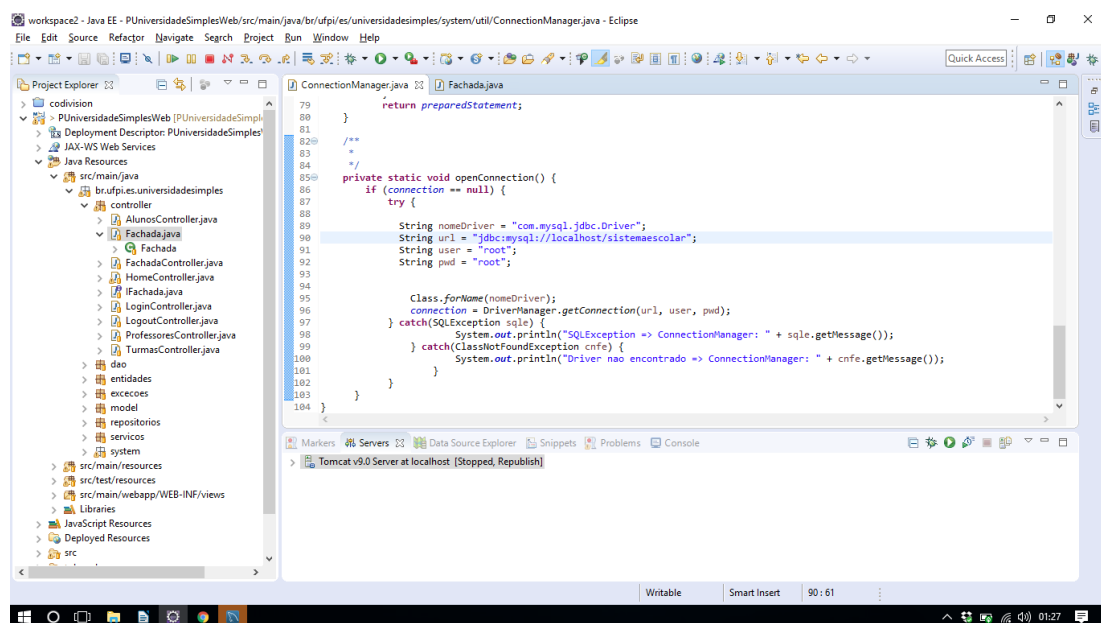 workspace2 - Java EE - PUniversidadeSimplesWeb/src/main/java/br/ufpi/es/universidadesimples/system/util/ConnectionManager.java - Eclipse
File Edit Source Refactor Navigate Search Project Run Window Help
Quick Access
Project Explorer
codivision
> PUniversidadeSimplesWeb [PUniversidadeSimpl
Deployment Descriptor: PUniversidadeSimples
JAX-WS Web Services
Java Resources
src/main/java
br.ufpi.es.universidadesimples
controller
AlunosController.java
Fachada.java
Fachada
FachadaController.java
HomeController.java
IFachada.java
LoginController.java
LogoutController.java
ProfessoresController.java
TurmasController.java
dao
entidades
excecoes
model
repositorios
servicos
system
src/main/resources
src/test/resources
src/main/webapp/WEB-INF/views
Libraries
JavaScript Resources
Deployed Resources
src
ConnectionManager.java Fachada.java
79 return preparedStatement;
80 }
81
82 /**
83 *
84 */
85 private static void openConnection() {
86 if (connection == null) {
87 try {
88
89 String nomeDriver = "com.mysql.jdbc.Driver";
90 String url = "jdbc:mysql://localhost/sistemaescolar";
91 String user = "root";
92 String pwd = "root";
93
94
95 Class.forName(nomeDriver);
96 connection = DriverManager.getConnection(url, user, pwd);
97 } catch(SQLException sqle) {
98 System.out.println("SQLException => ConnectionManager: " + sqle.getMessage());
99 } catch(ClassNotFoundException cnfe) {
100 System.out.println("Driver nao encontrado => ConnectionManager: " + cnfe.getMessage());
101 }
102 }
103 }
104 }
Markers Servers Data Source Explorer Snippets Problems Console
Tomcat v9.0 Server at localhost [Stopped, Republish]
Writable Smart Insert 90 : 61
01:27